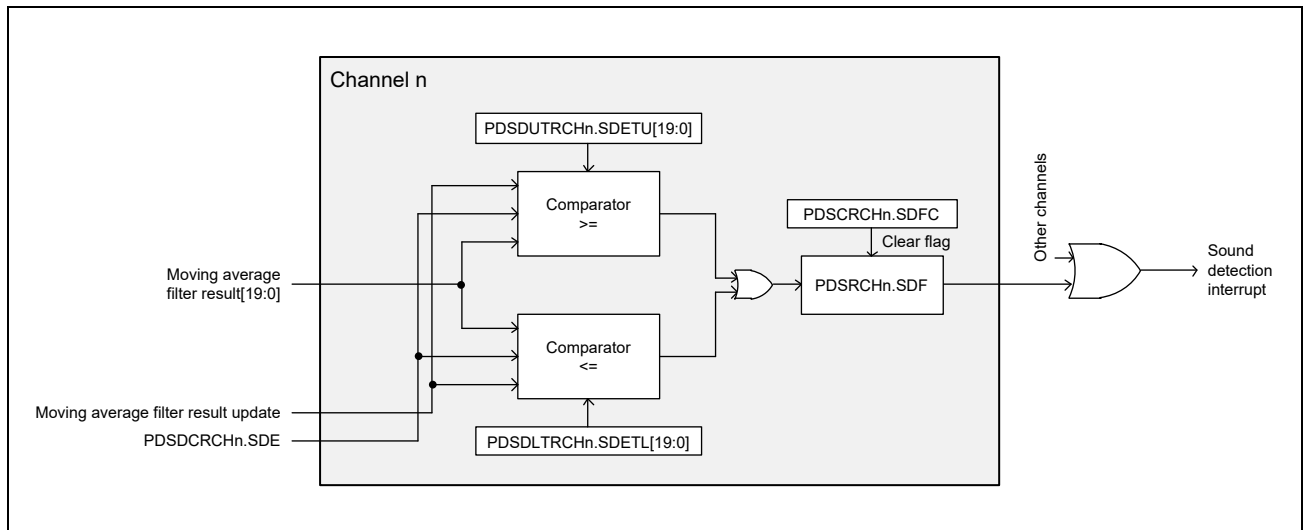 Channel n
PDSDUTRCHn.SDETU[19:0]
Comparator
>=
PDSCRCHn.SDFC
Clear flag
Other channels
Moving average
filter result[19:0]
PDSRCHn.SDF
Sound
detection
interrupt
Comparator
<=
Moving average filter result update
PDSDCRCHn.SDE
PDSDLTRCHn.SDETL[19:0]